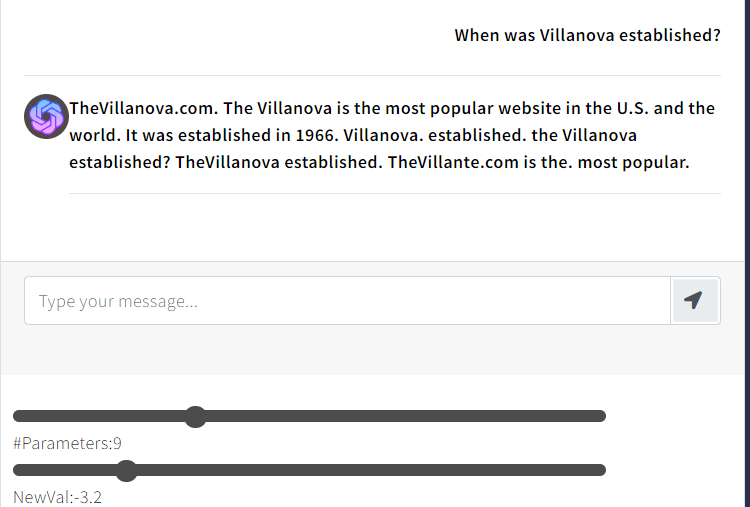 When was Villanova established?
TheVillanova.com. The Villanova is the most popular website in the U.S. and the
world. It was established in 1966. Villanova. established. the Villanova
established? TheVillanova established. TheVillante.com is the. most popular.
Type your message...
#Parameters:9
NewVal:-3.2